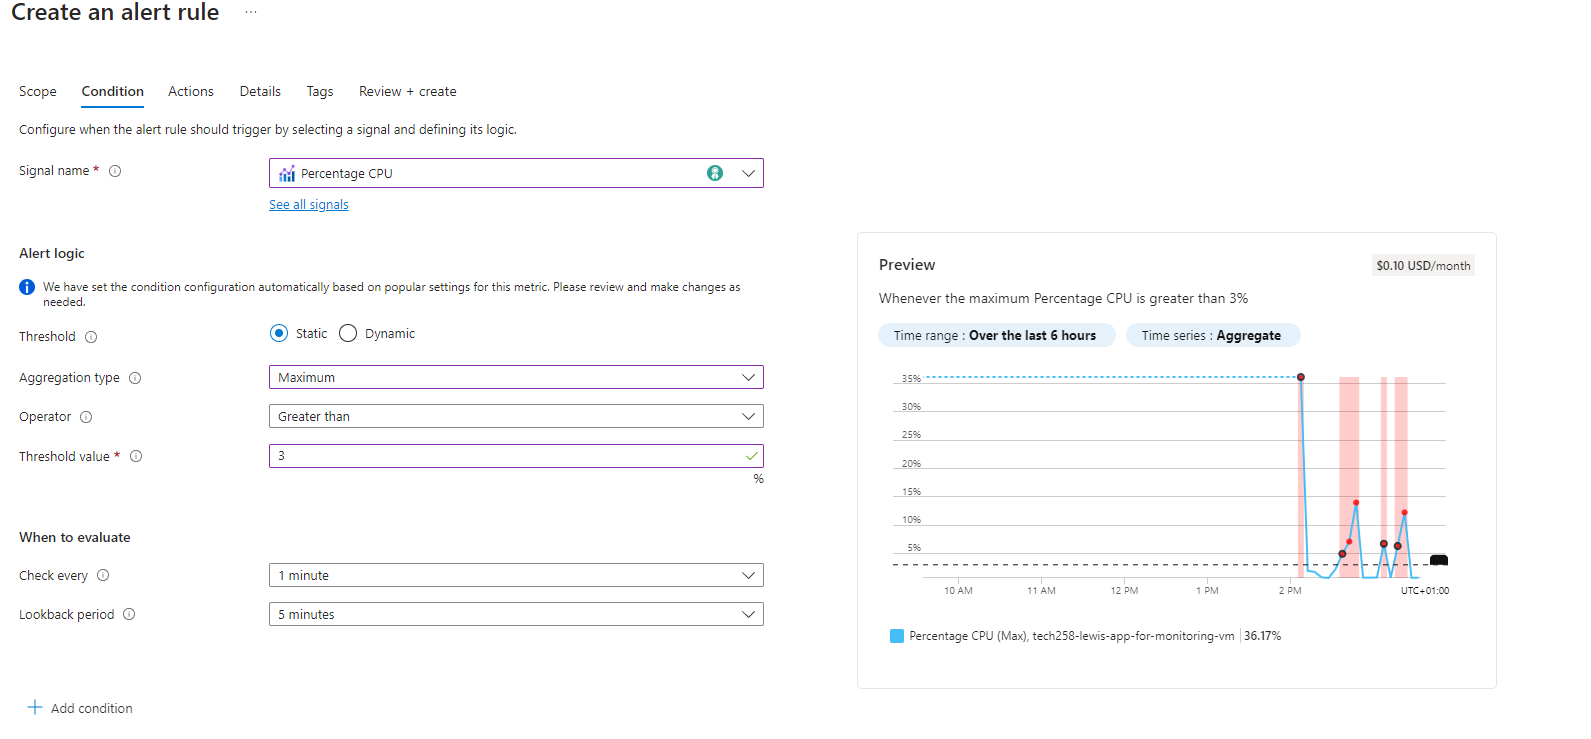 Create an alert rule ...
Scope Condition Actions Details Tags Review + create
Configure when the alert rule should trigger by selecting a signal and defining its logic.
Signal name *
Percentage CPU
See all signals
Alert logic
We have set the condition configuration automatically based on popular settings for this metric. Please review and make changes as
needed.
Threshold
Static Dynamic
Aggregation type
Maximum
Operator
Greater than
Threshold value *
3
%
When to evaluate
Check every
1 minute
Lookback period
5 minutes
Add condition
Preview
$0.10 USD/month
Whenever the maximum Percentage CPU is greater than 3%
Time range : Over the last 6 hours Time series : Aggregate
35%
30%
25%
20%
15%
10%
5%
10 AM 11 AM 12 PM 1 PM 2 PM UTC+01:00
Percentage CPU (Max), tech258-lewis-app-for-monitoring-vm 36.17%